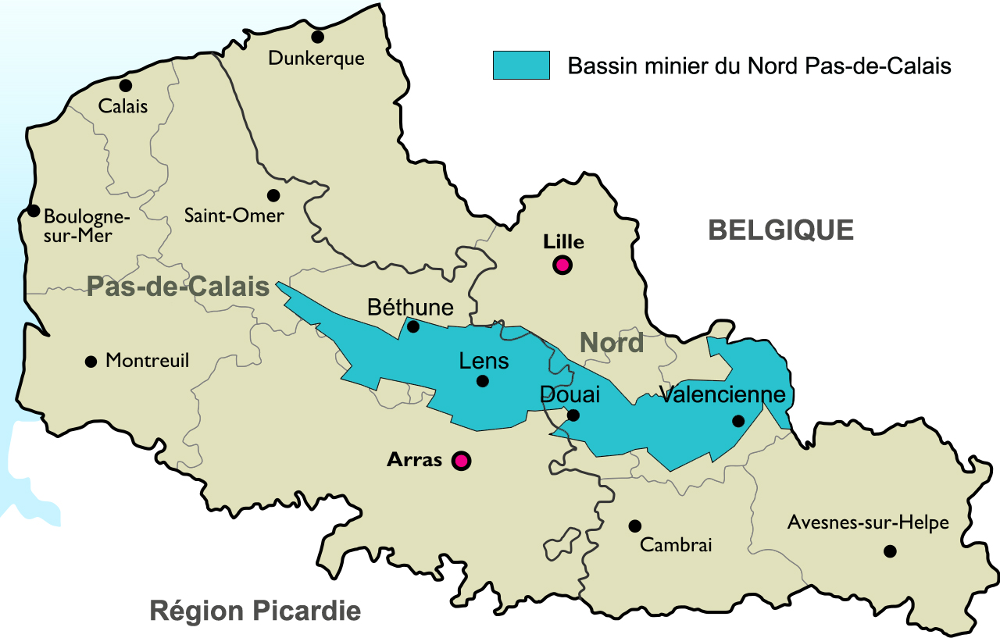 Dunkerque
Bassin minier du Nord Pas-de-Calais
Calais
Boulogne-
sur-Mer
Saint-Omer
BELGIQUE
Lille
Pas-de-Calais
Béthune
Nord
Montreuil
Lens
Douai
Valencienne
Arras
Cambrai
Avesnes-sur-Helpe
Région Picardie